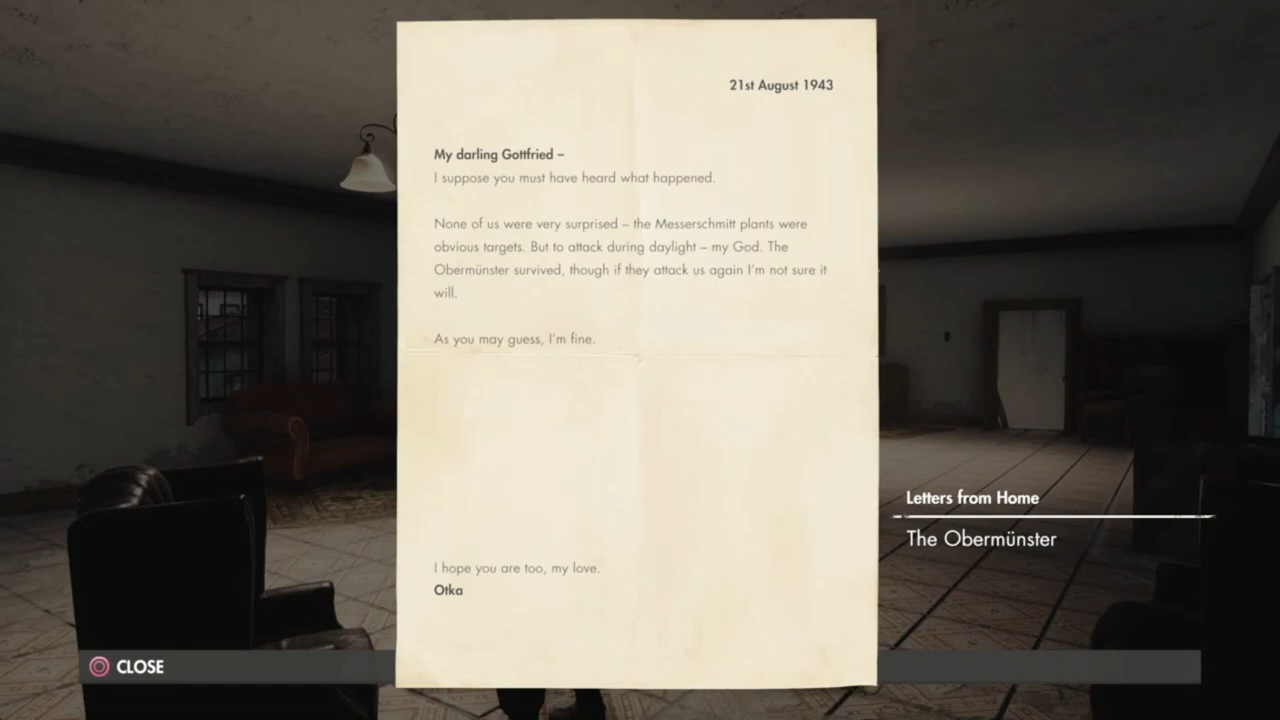 21st August 1943
My darling Gottfried –
I suppose you must have heard what happened.
None of us were very surprised – the Messerschmitt plants were
obvious targets. But to attack during daylight – my God. The
Obermünster survived, though if they attack us again I'm not sure it
will.
As you may guess, I'm fine.
I hope you are too, my love.
Otka
Letters from Home
The Obermünster
CLOSE